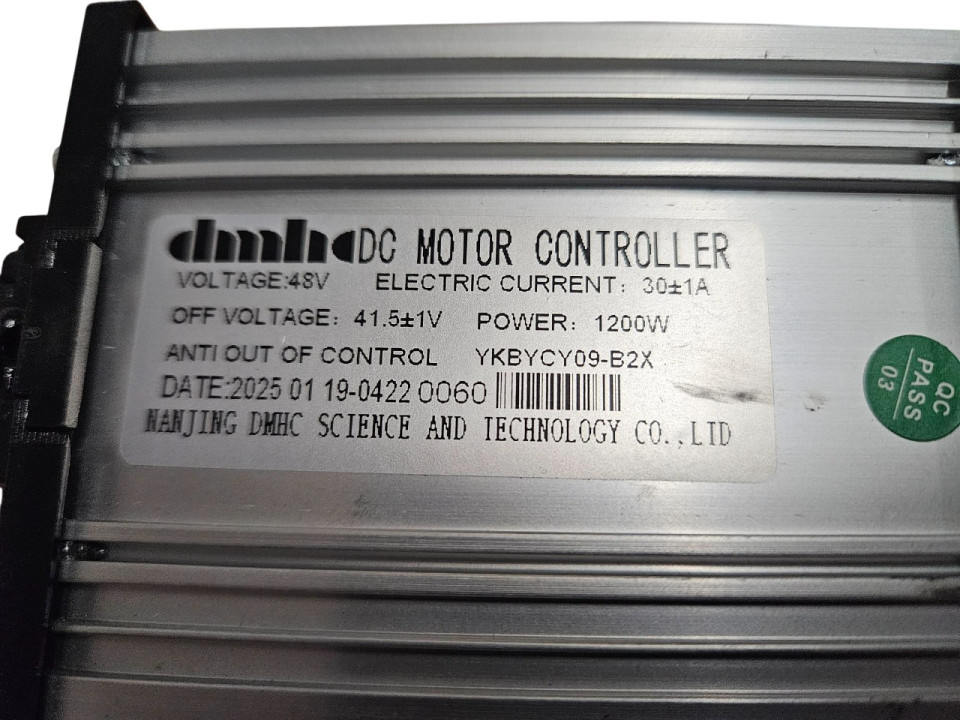 dmhc DC MOTOR CONTROLLER
VOLTAGE:48V ELECTRIC CURRENT: 30±1A
OFF VOLTAGE: 41.5±1V POWER: 1200W
ANTI OUT OF CONTROL YKBYCY09-B2X
DATE:2025 01 19-0422 0060
NANJING DMHC SCIENCE AND TECHNOLOGY CO.,LTD
QC
PASS
03